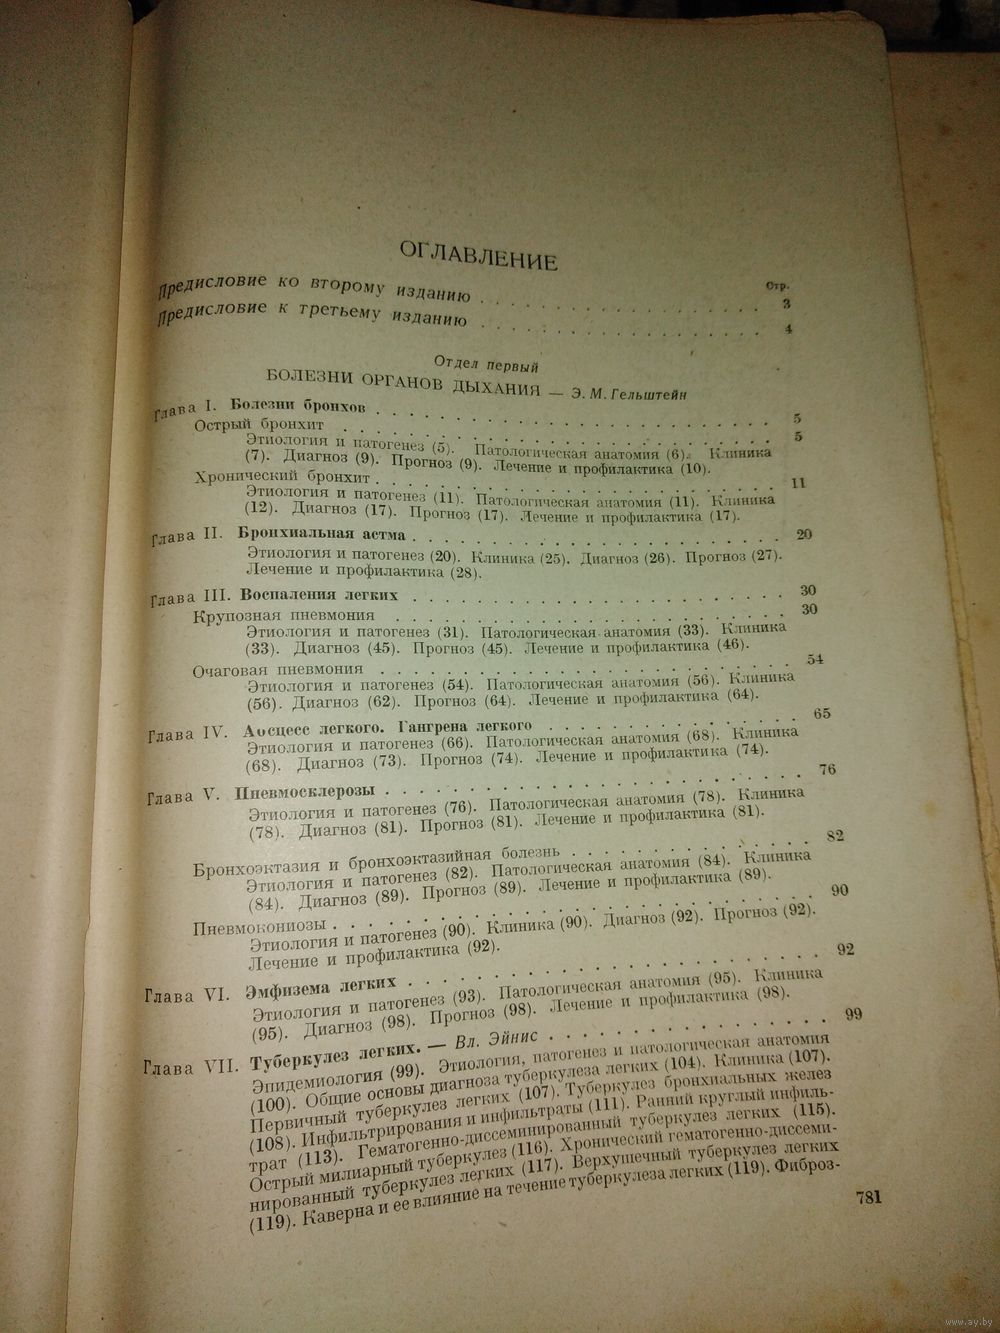 ОГЛАВЛЕНИЕ
Стр.
Предисловие ко второму изданию . . . . . . . . . . . . 3
Предисловие к третьему изданию . . . . . . . . . . . . 4
Отдел первый
БОЛЕЗНИ ОРГАНОВ ДЫХАНИЯ — Э. М. Гельштейн
Глава I. Болезни бронхов . . . . . . . . . . . . 5
Острый бронхит . . . . . . . . . . . . 5
Этиология и патогенез (5). Патологическая анатомия (6). Клиника
(7). Диагноз (9). Прогноз (9). Лечение и профилактика (10).
Хронический бронхит . . . . . . . . . . . . 11
Этиология и патогенез (11). Патологическая анатомия (11). Клиника
(12). Диагноз (17). Прогноз (17). Лечение и профилактика (17).
Глава II. Бронхиальная астма . . . . . . . . . . . . 20
Этиология и патогенез (20). Клиника (25). Диагноз (26). Прогноз (27).
Лечение и профилактика (28).
Глава III. Воспаления легких . . . . . . . . . . . . 30
Крупозная пневмония . . . . . . . . . . . . 30
Этиология и патогенез (31). Патологическая анатомия (33). Клиника
(33). Диагноз (45). Прогноз (45). Лечение и профилактика (46).
Очаговая пневмония . . . . . . . . . . . . 54
Этиология и патогенез (54). Патологическая анатомия (56). Клиника
(56). Диагноз (62). Прогноз (64). Лечение и профилактика (64).
Глава IV. Абсцесс легкого. Гангрена легкого . . . . . . . . . . . . 65
Этиология и патогенез (66). Патологическая анатомия (68). Клиника
(68). Диагноз (73). Прогноз (74). Лечение и профилактика (74).
Глава V. Пневмосклерозы . . . . . . . . . . . . 76
Этиология и патогенез (76). Патологическая анатомия (78). Клиника
(78). Диагноз (81). Прогноз (81). Лечение и профилактика (81).
Бронхоэктазия и бронхоэктазийная болезнь . . . . . . . . . . . . 82
Этиология и патогенез (82). Патологическая анатомия (84). Клиника
(84). Диагноз (89). Прогноз (89). Лечение и профилактика (89).
Пневмокониозы . . . . . . . . . . . . 90
Этиология и патогенез (90). Клиника (90). Диагноз (92). Прогноз (92).
Лечение и профилактика (92).
Глава VI. Эмфизема легких . . . . . . . . . . . . 92
Этиология и патогенез (93). Патологическая анатомия (95). Клиника
(95). Диагноз (98). Прогноз (98). Лечение и профилактика (98).
Глава VII. Туберкулез легких. — Вл. Эйнис . . . . . . . . . . . . 99
Эпидемиология (99). Этиология, патогенез и патологическая анатомия
(100). Общие основы диагноза туберкулеза легких (104). Клиника (107).
Первичный туберкулез легких (107). Туберкулез бронхиальных желез
(108). Инфильтрирования и инфильтраты (111). Ранний круглый инфиль-
трат (113). Гематогенно-диссеминированный туберкулез легких (115).
Острый милиарный туберкулез (116). Хронический гематогенно-диссеми-
нированный туберкулез легких (117). Верхушечный туберкулез легких
(119). Каверна и ее влияние на течение туберкулеза легких (119). Фиброз-
781
www.ay.by